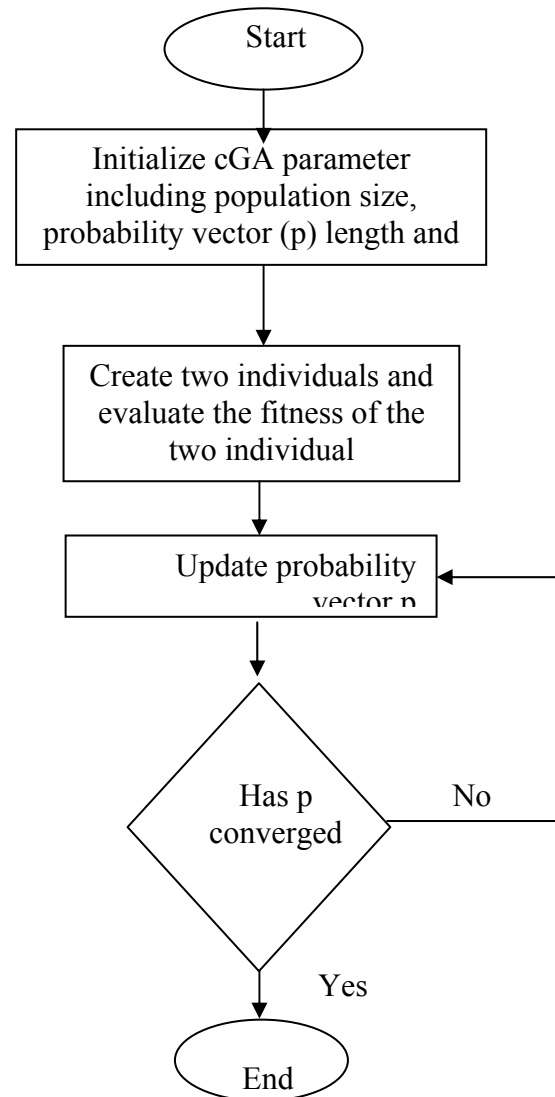 Start
Initialize cGA parameter
including population size,
probability vector (p) length and
Create two individuals and
evaluate the fitness of the
two individual
Update probability
vector p
Has p
converged
No
Yes
End